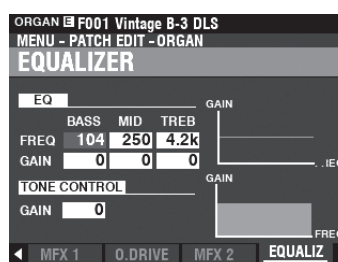 ORGAN E F001 Vintage B-3 DLS
MENU - PATCH EDIT - ORGAN
EQUALIZER
EQ
GAIN
BASS MID TREB
FREQ 104 250 4.2k
GAIN 0 0 0
TONE CONTROL
GAIN
GAIN 0
FRE
◀ MFX 1 O.DRIVE MFX 2 EQUALIZ